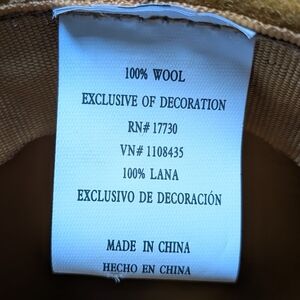 100% WOOL
EXCLUSIVE OF DECORATION
RN# 17730
VN# 1108435
100% LANA
EXCLUSIVO DE DECORACIÓN
MADE IN CHINA
HECHO EN CHINA